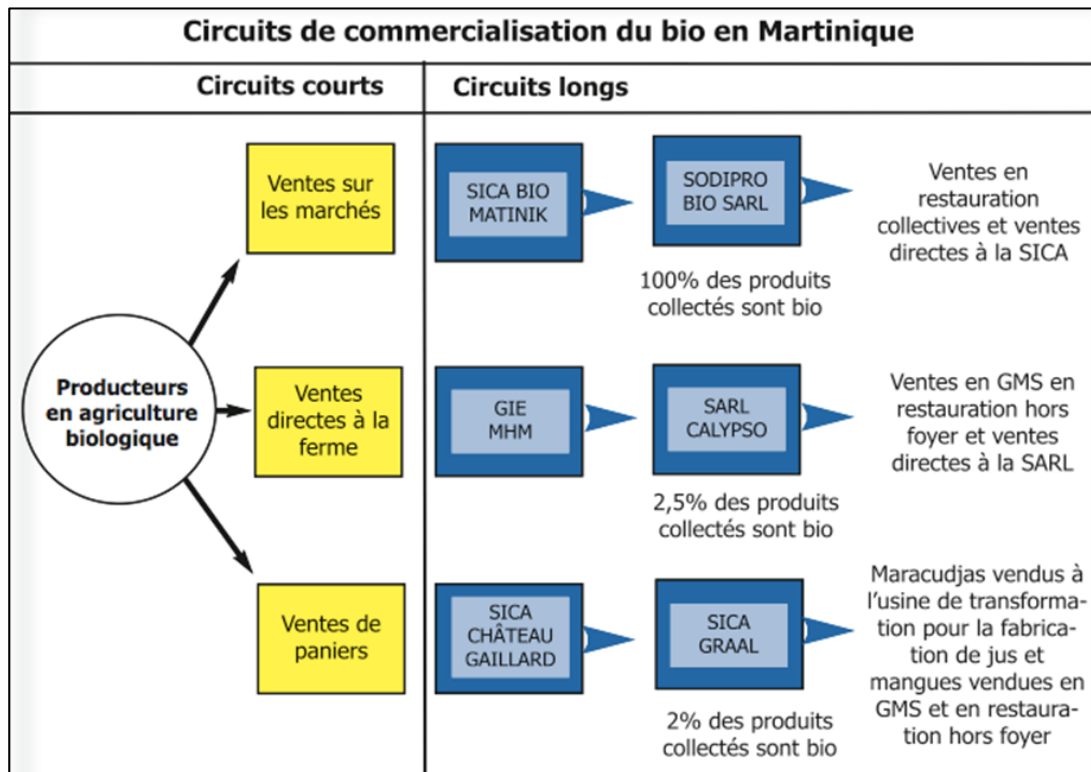 Circuits de commercialisation du bio en Martinique
Circuits courts
Circuits longs
Producteurs
en agriculture
biologique
Ventes sur
les marchés
Ventes
directes à la
ferme
Ventes de
paniers
SICA BIO
MATINIK
SODIPRO
BIO SARL
100% des produits
collectés sont bio
Ventes en
restauration
collectives et ventes
directes à la SICA
GIE
MHM
SARL
CALYPSO
2,5% des produits
collectés sont bio
Ventes en GMS en
restauration hors
foyer et ventes
directes à la SARL
SICA
CHÂTEAU
GAILLARD
SICA
GRAAL
2% des produits
collectés sont bio
Maracudjas vendus à
l’usine de transforma-
tion pour la fabrica-
tion de jus et
mangues vendues en
GMS et en restaura-
tion hors foyer